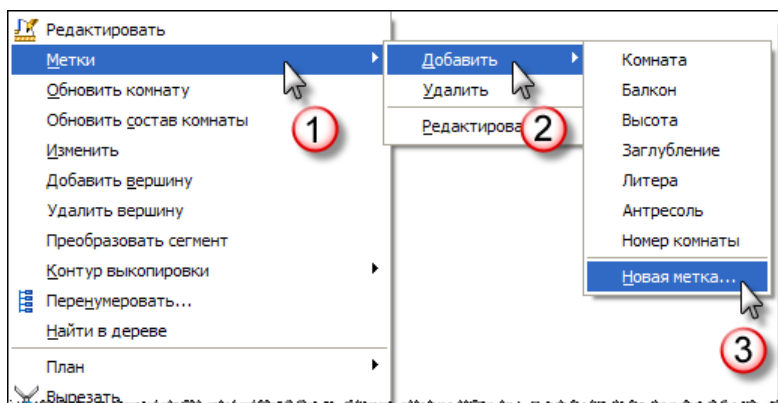 Редактировать
Метки
Обновить комнату
Обновить состав комнаты
Изменить
Добавить вершину
Удалить вершину
Преобразовать сегмент
Контур выкопировки
Перенумеровать...
Найти в дереве
План
Вырезать
1
Добавить
Удалить
Редактирова
2
Комната
Балкон
Высота
Заглубление
Литера
Антресоль
Номер комнаты
Новая метка...
3